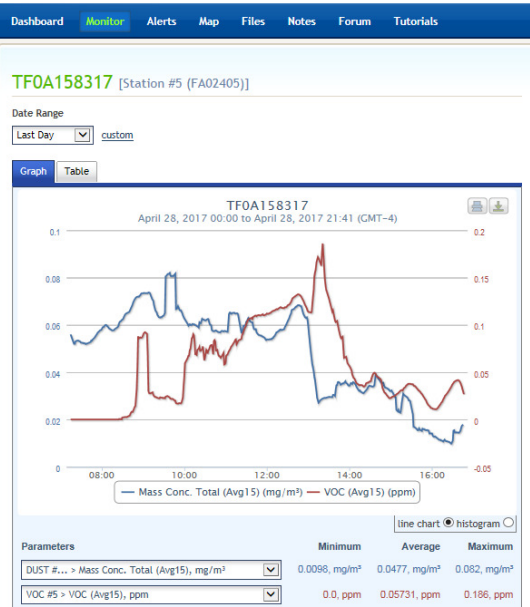 Dashboard Monitor Alerts Map Files Notes Forum Tutorials
TF0A158317 [Station #5 (FA02405)]
Date Range
Last Day custom
Graph Table
TF0A158317
April 28, 2017 00:00 to April 28, 2017 21:41 (GMT-4)
0.1 0.2
0.08 0.15
0.06 0.1
0.04 0.05
0.02 0
0 -0.05
08:00 10:00 12:00 14:00 16:00
Mass Conc. Total (Avg15) (mg/m³) VOC (Avg15) (ppm)
line chart histogram
Parameters Minimum Average Maximum
DUST #... > Mass Conc. Total (Avg15), mg/m³ 0.0098, mg/m³ 0.0477, mg/m³ 0.082, mg/m³
VOC #5 > VOC (Avg15), ppm 0.0, ppm 0.05731, ppm 0.186, ppm